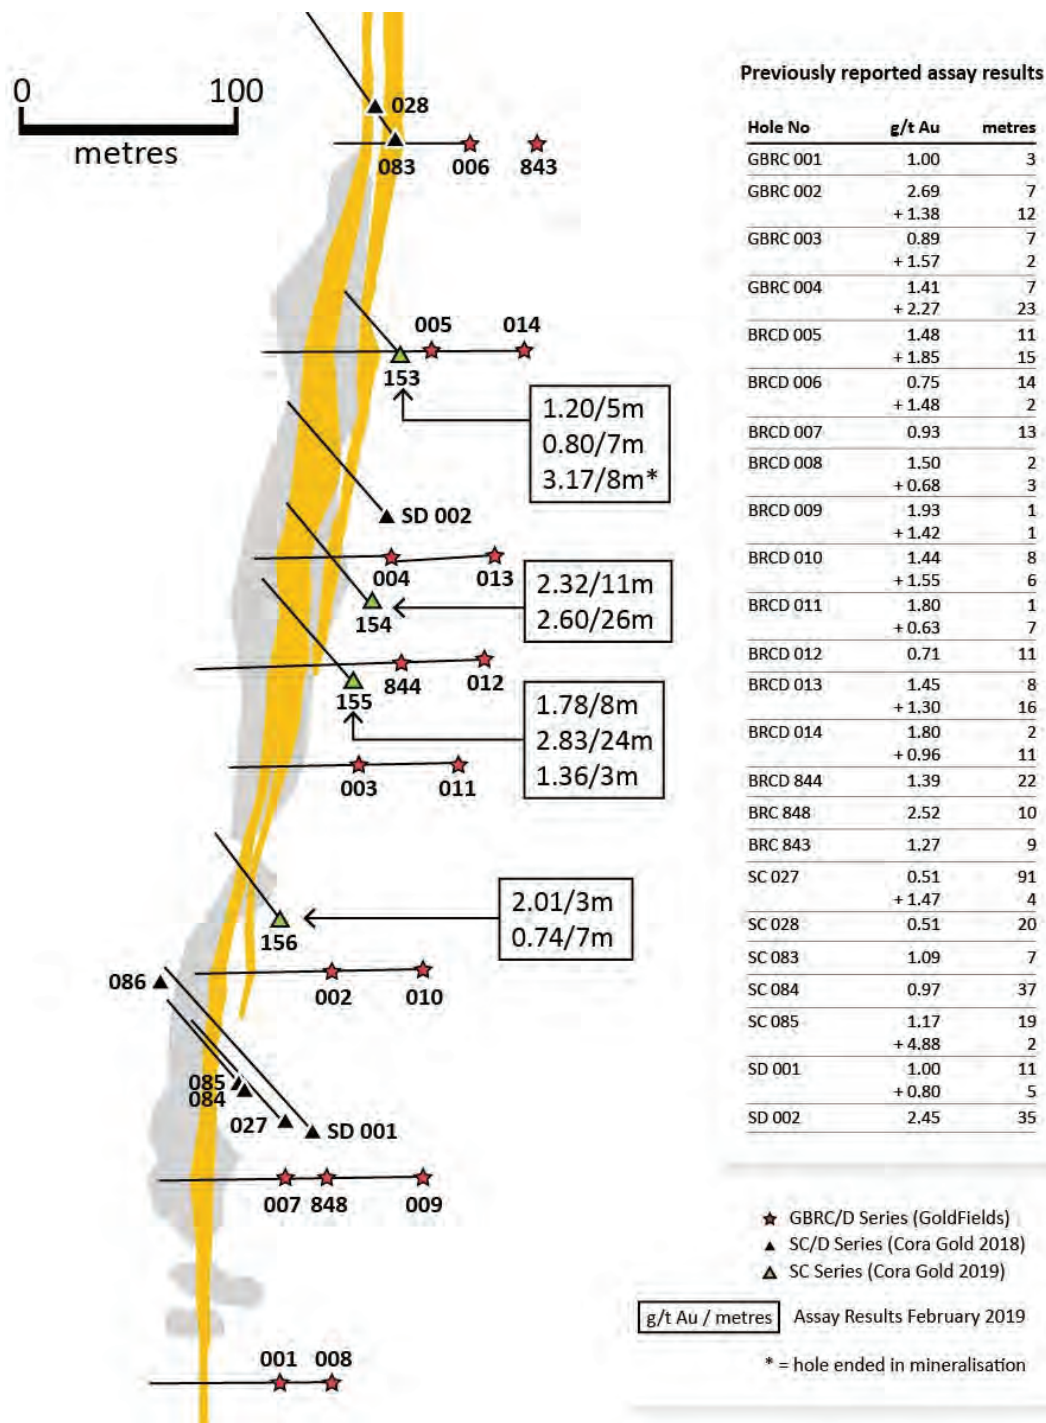 0 100
metres
028
083
006
843
005
014
153
1.20/5m
0.80/7m
3.17/8m*
SD 002
004
013
154
2.32/11m
2.60/26m
844
012
155
1.78/8m
2.83/24m
1.36/3m
003
011
156
2.01/3m
0.74/7m
086
002
010
085
084
027
SD 001
007
848
009
001
008
Previously reported assay results
Hole No g/t Au metres
GBRC 001 1.00 3
GBRC 002 2.69 7
+ 1.38 12
GBRC 003 0.89 7
+ 1.57 2
GBRC 004 1.41 7
+ 2.27 23
BRCD 005 1.48 11
+ 1.85 15
BRCD 006 0.75 14
+ 1.48 2
BRCD 007 0.93 13
BRCD 008 1.50 2
+ 0.68 3
BRCD 009 1.93 1
+ 1.42 1
BRCD 010 1.44 8
+ 1.55 6
BRCD 011 1.80 1
+ 0.63 7
BRCD 012 0.71 11
BRCD 013 1.45 8
+ 1.30 16
BRCD 014 1.80 2
+ 0.96 11
BRCD 844 1.39 22
BRC 848 2.52 10
BRC 843 1.27 9
SC 027 0.51 91
+ 1.47 4
SC 028 0.51 20
SC 083 1.09 7
SC 084 0.97 37
SC 085 1.17 19
+ 4.88 2
SD 001 1.00 11
+ 0.80 5
SD 002 2.45 35
GBRC/D Series (GoldFields)
SC/D Series (Cora Gold 2018)
SC Series (Cora Gold 2019)
g/t Au / metres Assay Results February 2019
* = hole ended in mineralisation